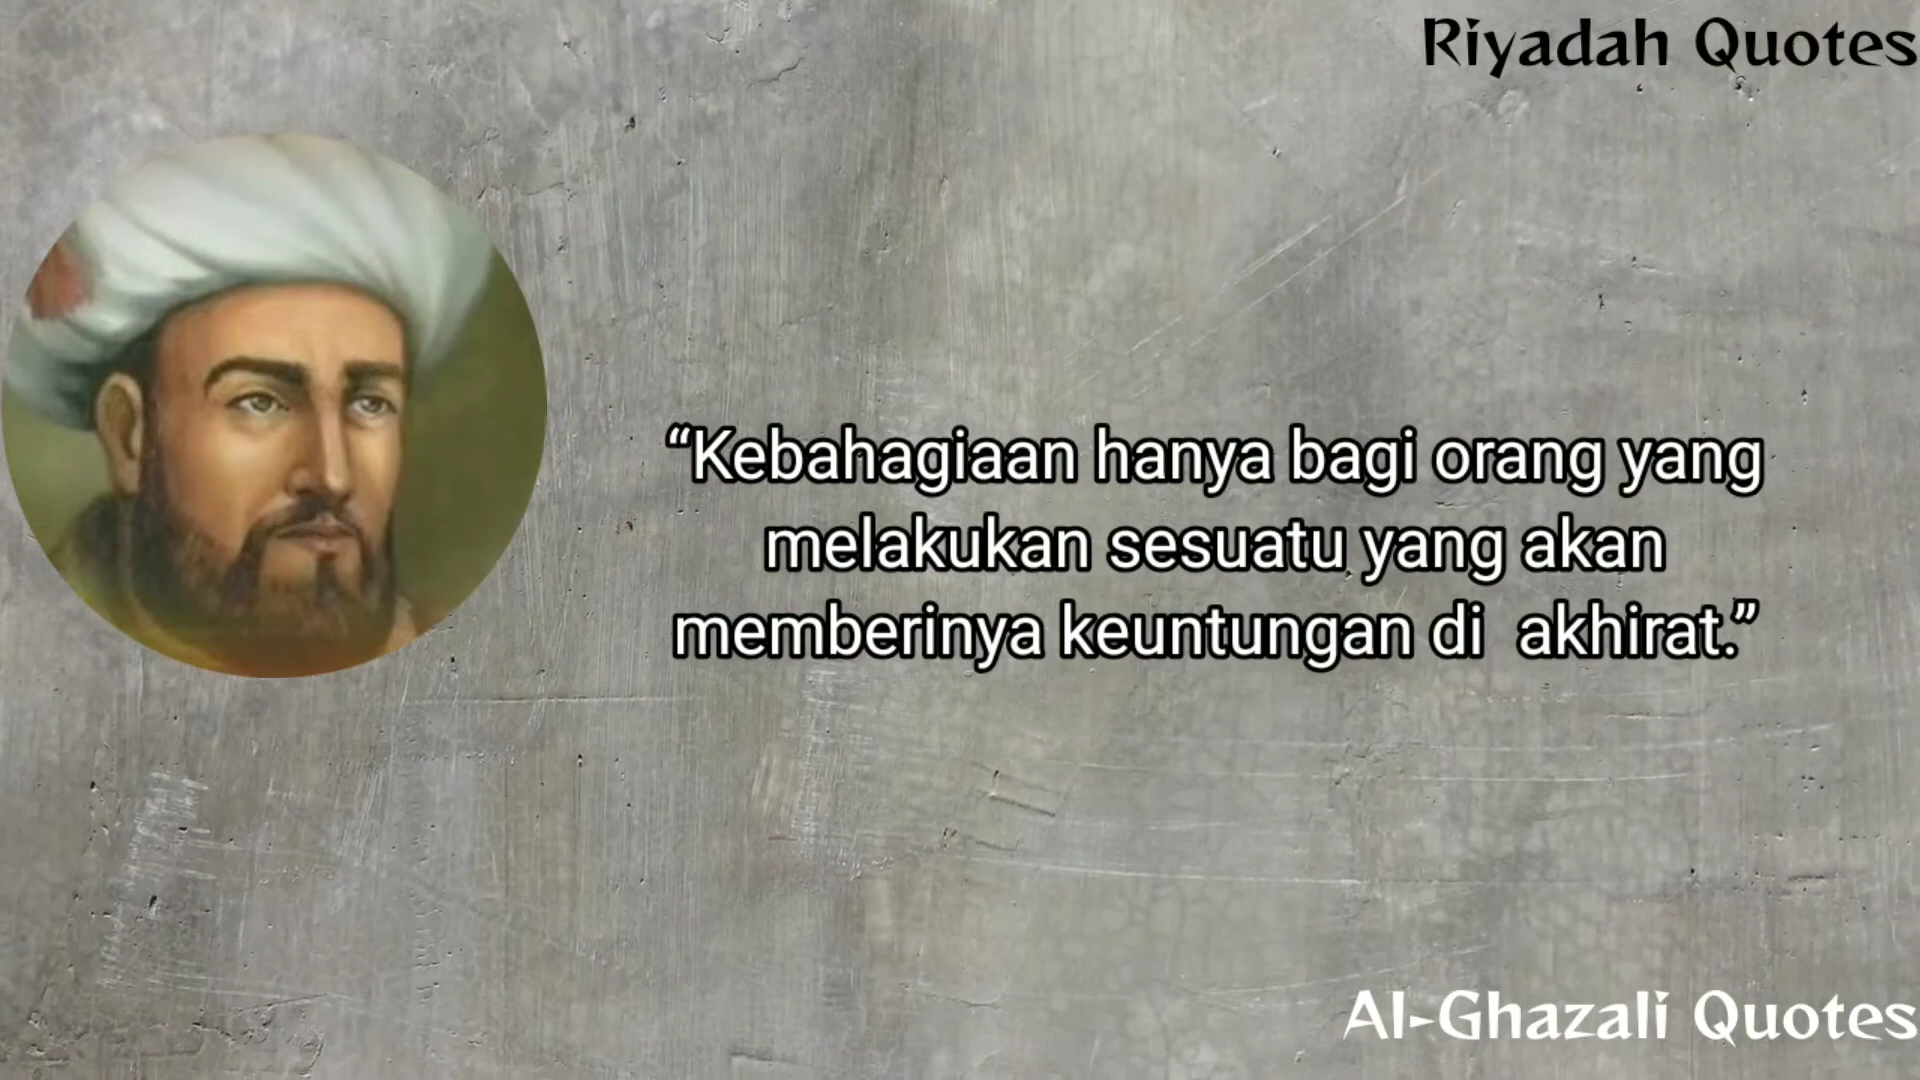 Riyadah Quotes
“Kebahagiaan hanya bagi orang yang
melakukan sesuatu yang akan
memberinya keuntungan di  akhirat.”
Al-Ghazali Quotes